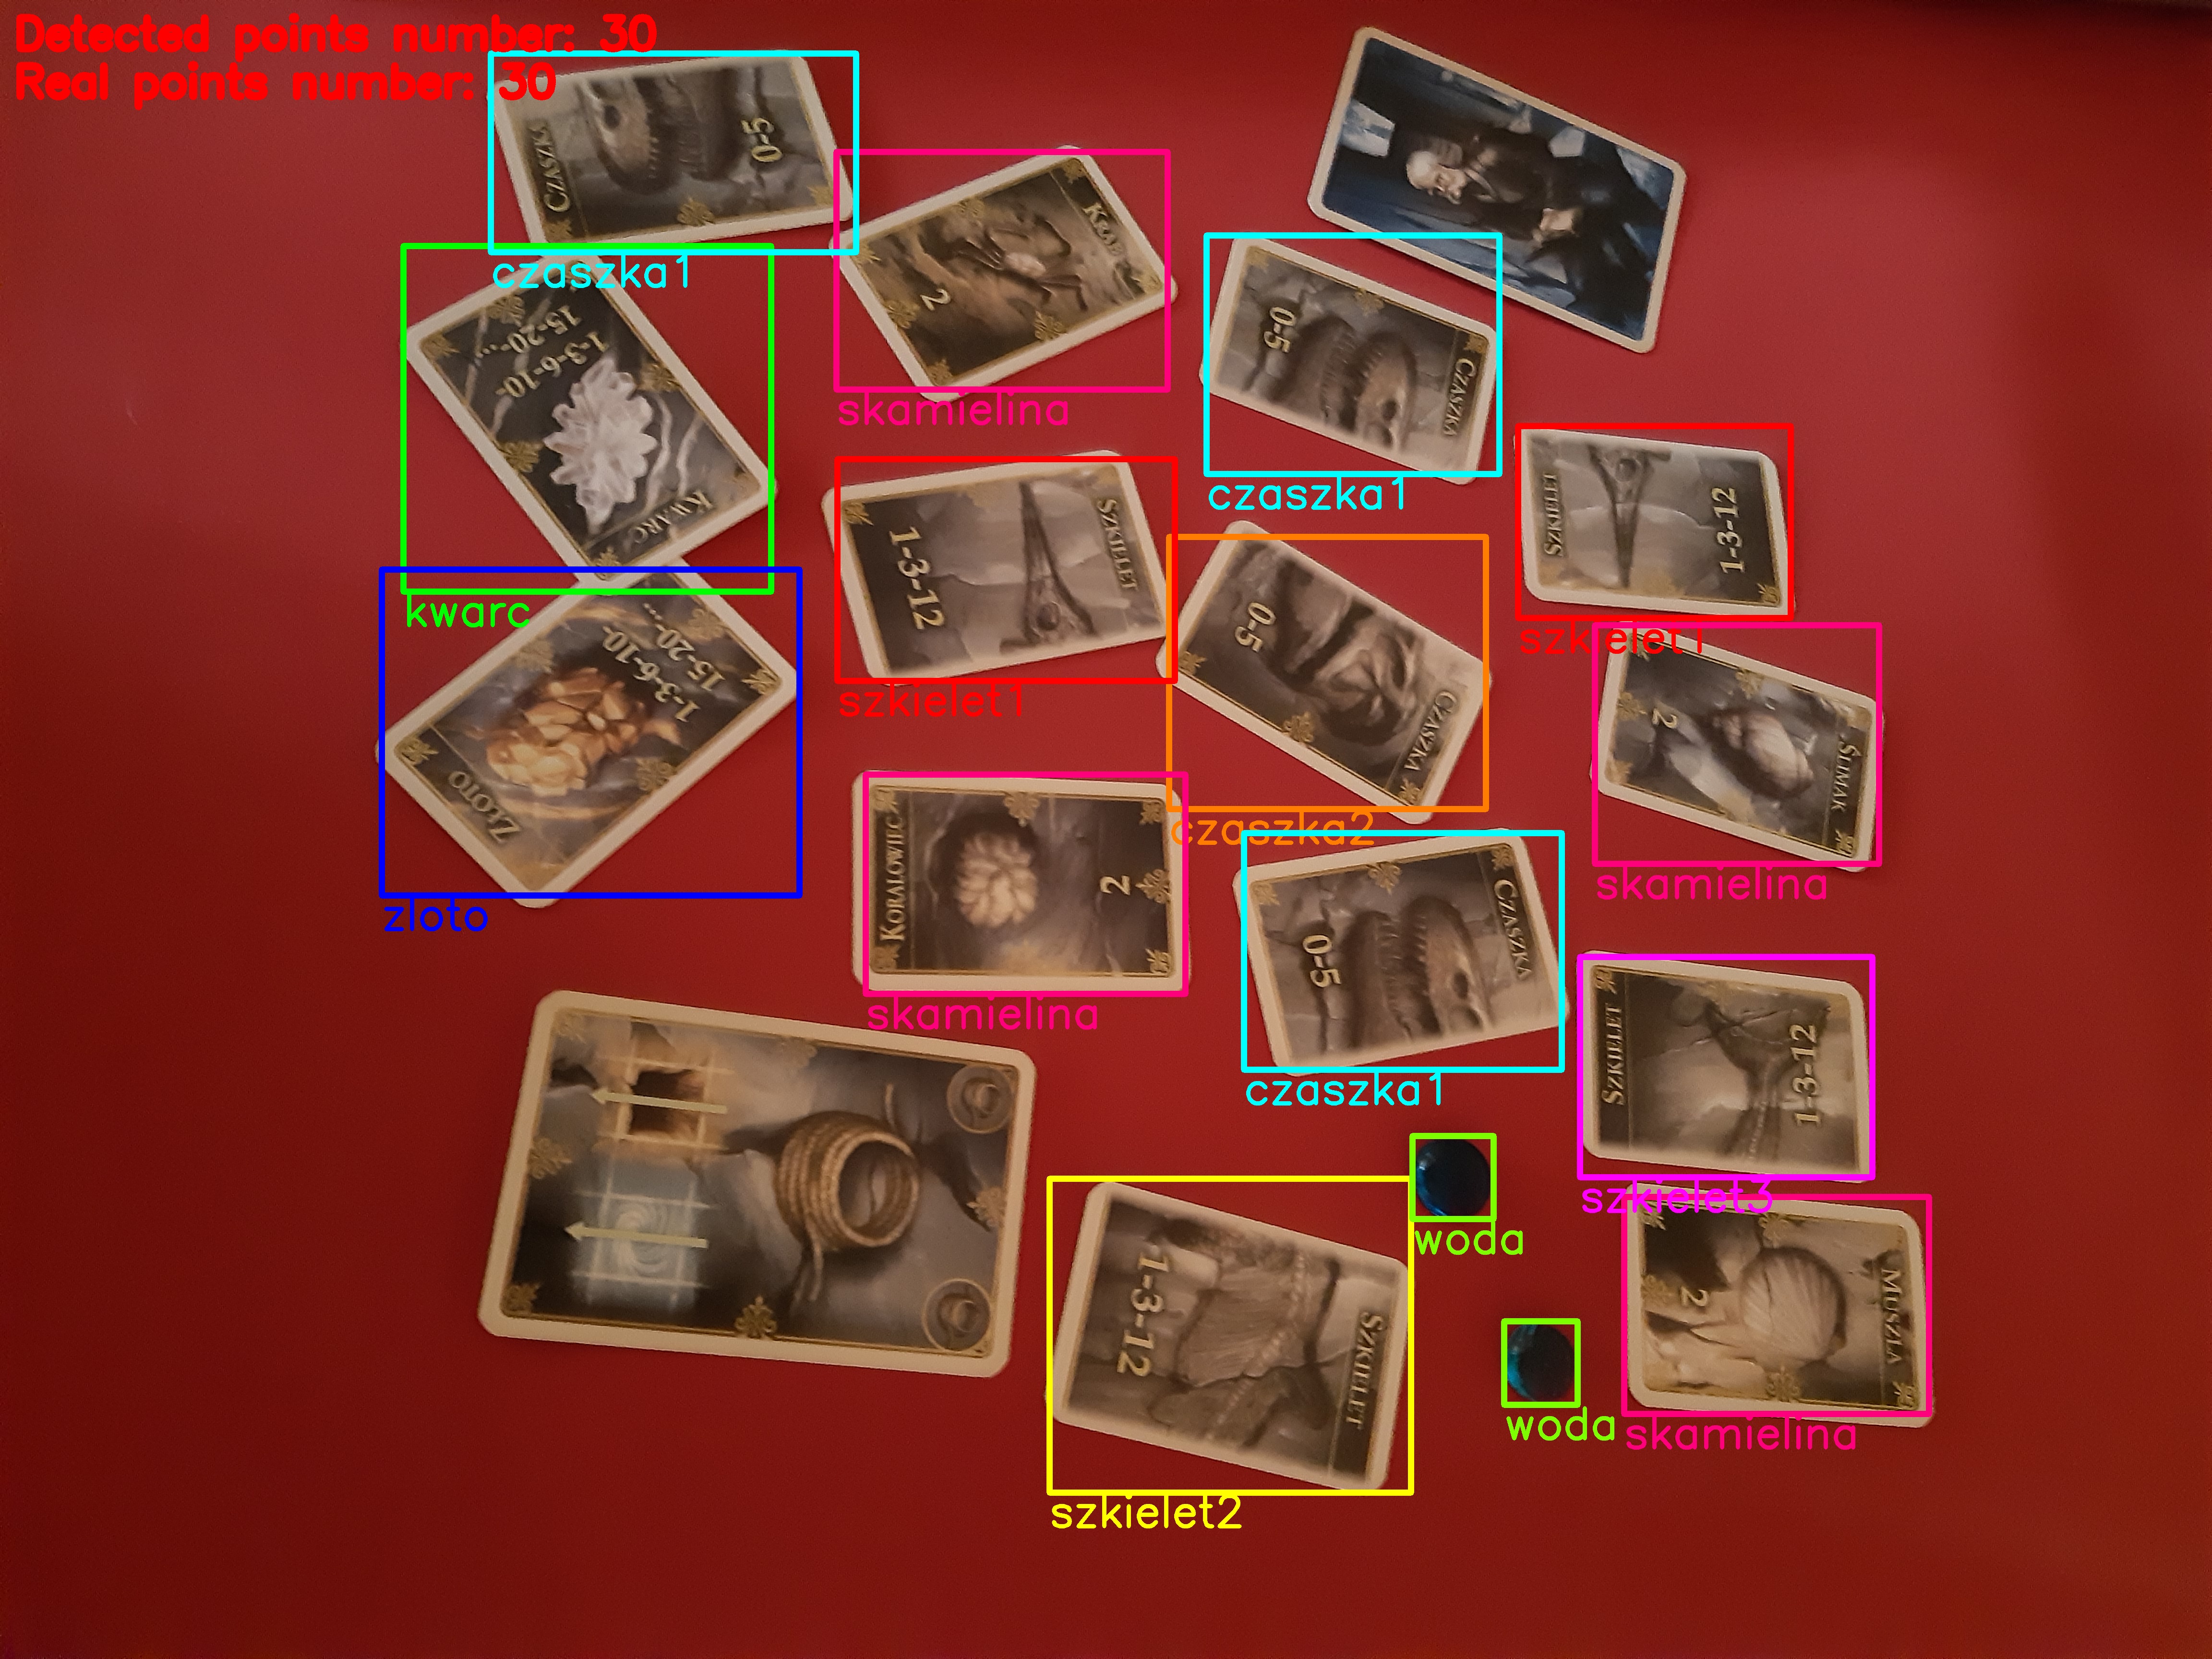 Detected points number: 30
Real points number: 30
CZASZKA
0-5
czaszka1
KRAB
2
skamielina
1-3-6-10-
15-20-...
KWARC
kwarc
0-5
CZASZKA
czaszka1
1-3-12
SZKIELET
szkielet1
SZKIELET
1-3-12
szkielet1
1-3-6-10-
15-20-...
ZŁOTO
zloto
0-5
CZASZKA
czaszka2
2
ŚLIMAK
skamielina
KORALOWIEC
2
skamielina
0-5
CZASZKA
czaszka1
SZKIELET
1-3-12
szkielet3
woda
1-3-12
SZKIELET
szkielet2
woda
2
MUSZLA
skamielina